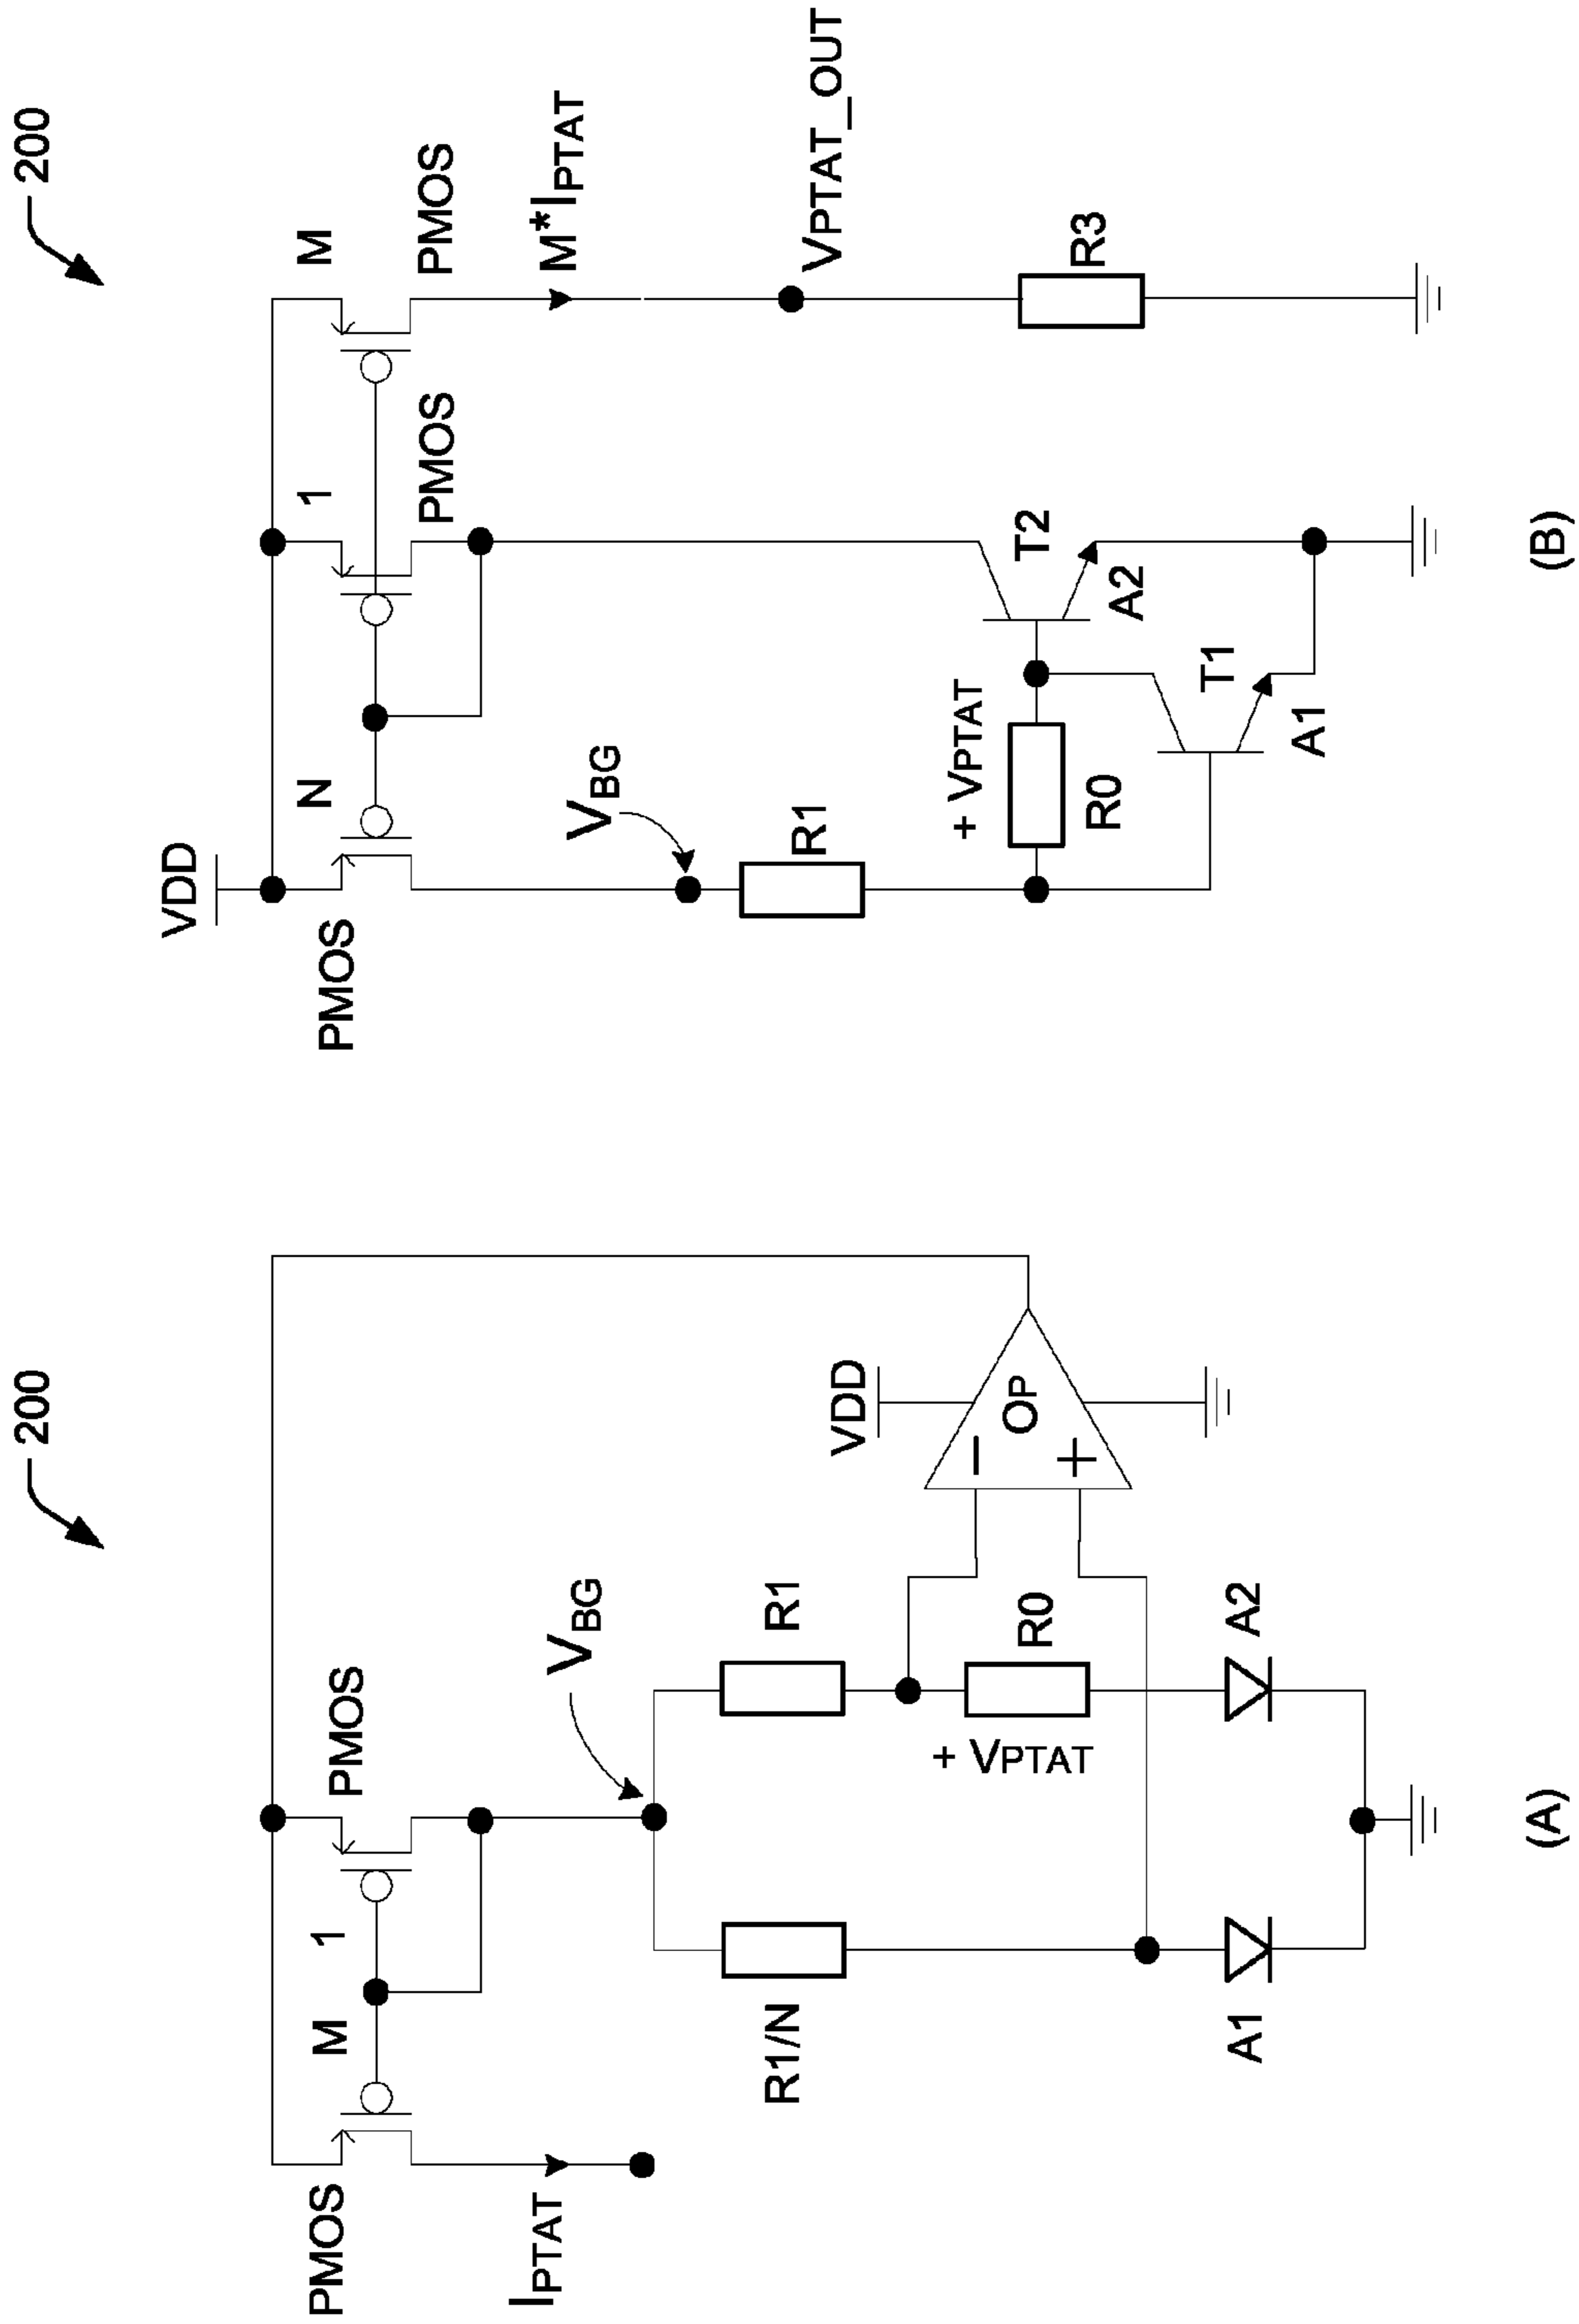 200
PMOS
M
1
PMOS
IPTAT
VBG
R1/N
R1
+ VPTAT
R0
VDD
OP
−
+
A1
A2
(A)
200
VDD
PMOS
N
1
PMOS
M
PMOS
M*IPTAT
VBG
R1
+ VPTAT
R0
VPTAT_OUT
T2
A2
T1
A1
R3
(B)